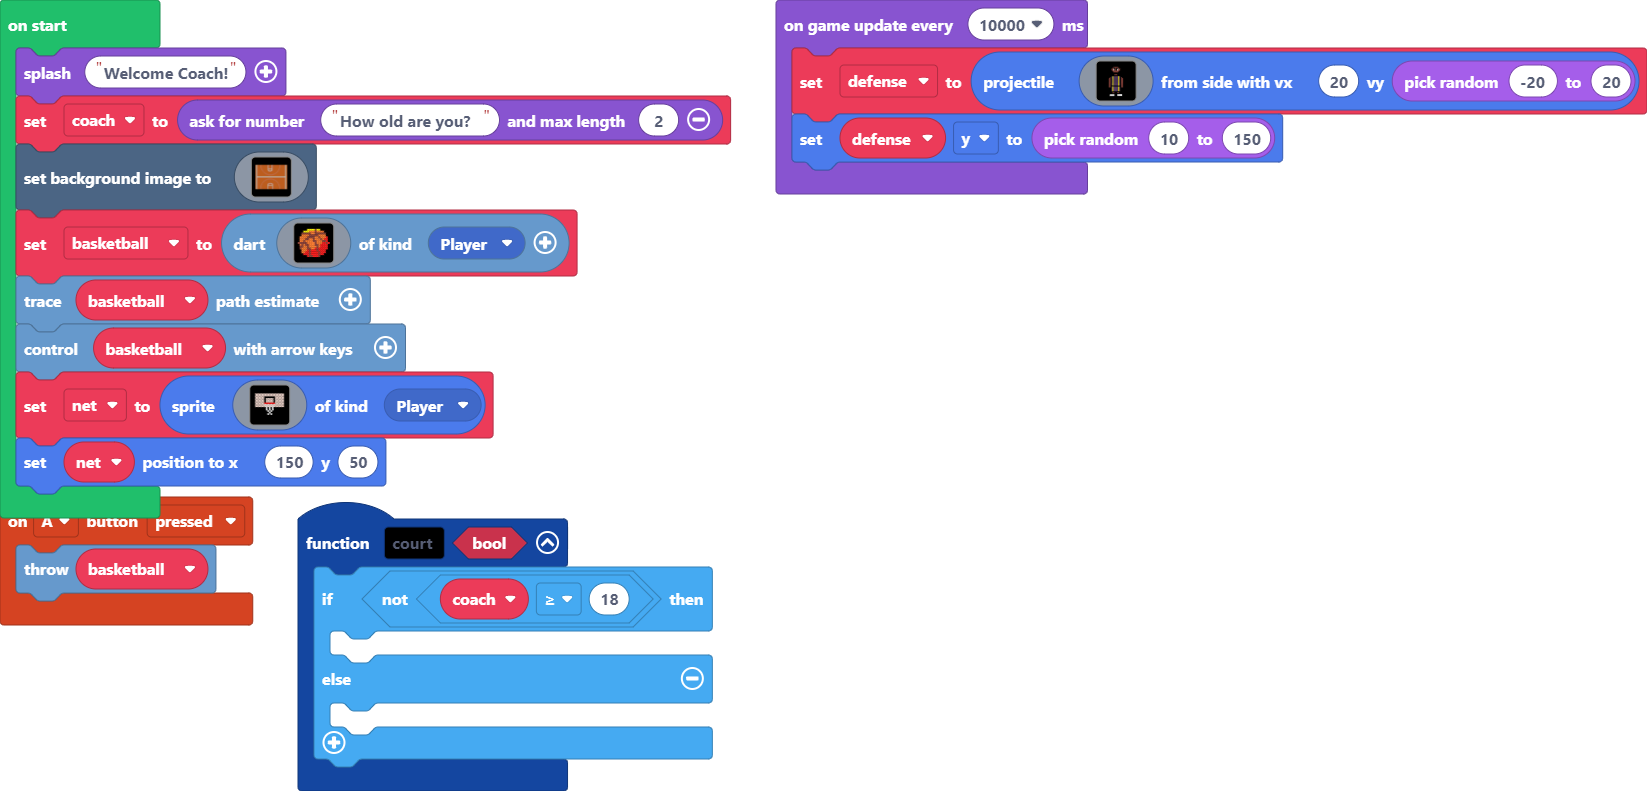 on start
splash "Welcome Coach!"
set coach to ask for number "How old are you? " and max length 2
set background image to
set basketball to dart of kind Player
trace basketball path estimate
control basketball with arrow keys
set net to sprite of kind Player
set net position to x 150 y 50
on A button pressed
throw basketball
function court bool
if not coach ≥ 18 then
else
on game update every 10000 ms
set defense to projectile from side with vx 20 vy pick random -20 to 20
set defense y to pick random 10 to 150